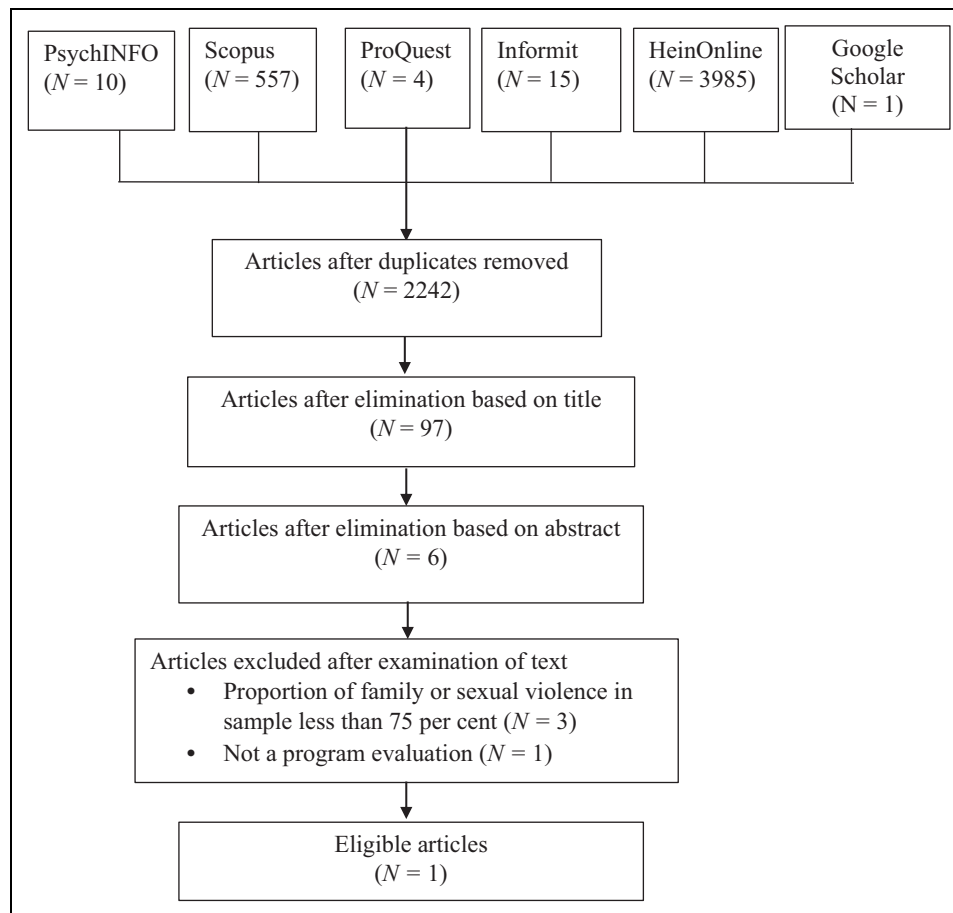 PsychINFO
(N = 10)
Scopus
(N = 557)
ProQuest
(N = 4)
Informit
(N = 15)
HeinOnline
(N = 3985)
Google
Scholar
(N = 1)
Articles after duplicates removed
(N = 2242)
Articles after elimination based on title
(N = 97)
Articles after elimination based on abstract
(N = 6)
Articles excluded after examination of text
• Proportion of family or sexual violence in
sample less than 75 per cent (N = 3)
• Not a program evaluation (N = 1)
Eligible articles
(N = 1)